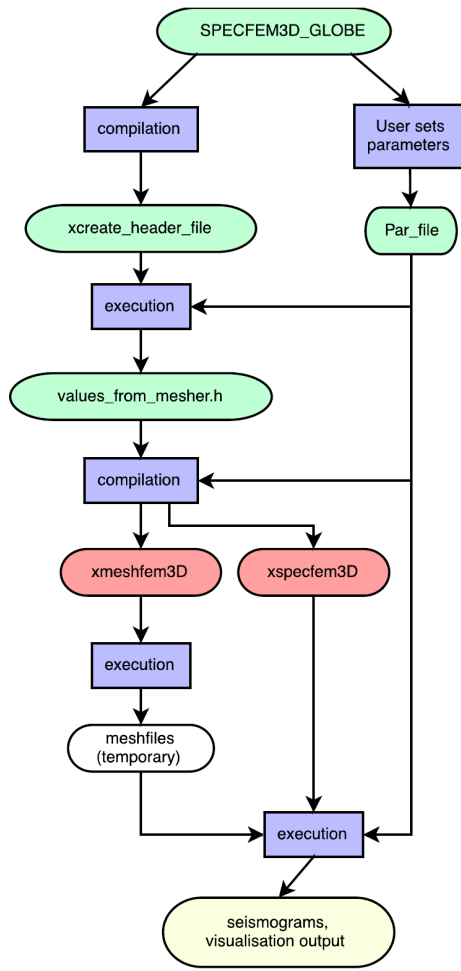 SPECFEM3D_GLOBE
compilation
User sets
parameters
xcreate_header_file
Par_file
execution
values_from_mesher.h
compilation
xmeshfem3D
xspecfem3D
execution
meshfiles
(temporary)
execution
seismograms,
visualisation output